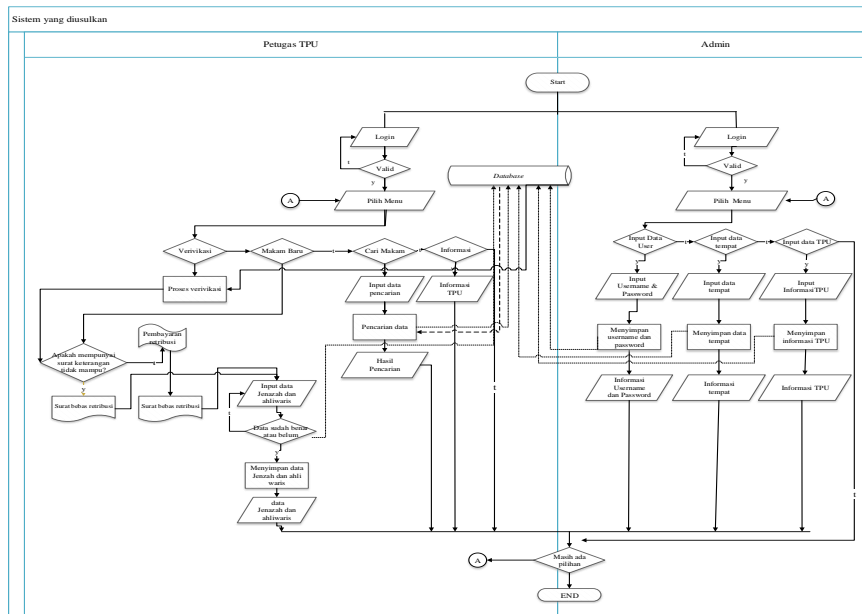 Sistem yang diusulkan
Petugas TPU
Admin
Start
Login
t
Valid
y
A
Pilih Menu
Database
Login
t
Valid
y
Pilih Menu
A
Verivikasi
Makam Baru
t
Cari Makam
t
Informasi
y
y
Proses verivikasi
Input data
pencarian
Informasi
TPU
Pencarian data
Hasil
Pencarian
Pembayaran
retribusi
Apakah mempunysi
surat keterangan
tidak mampu?
t
y
Surat bebas retribusi
Surat bebas retribusi
Input data
Jenazah dan
ahliwaris
t
Data sudah benar
atau belum
y
Menyimpan data
Jenzah dan ahli
waris
data
Jenazah dan
ahliwaris
t
Input Data
User
t
Input data
tempat
t
Input data TPU
y
y
y
Input
Username &
Password
Input data
tempat
Input
InformasiTPU
Menyimpan
username dan
password
Menyimpan data
tempat
Menyimpan
informasi TPU
Informasi
Username
dan Password
Informasi
tempat
Informasi TPU
t
A
Masih ada
pilihan
END